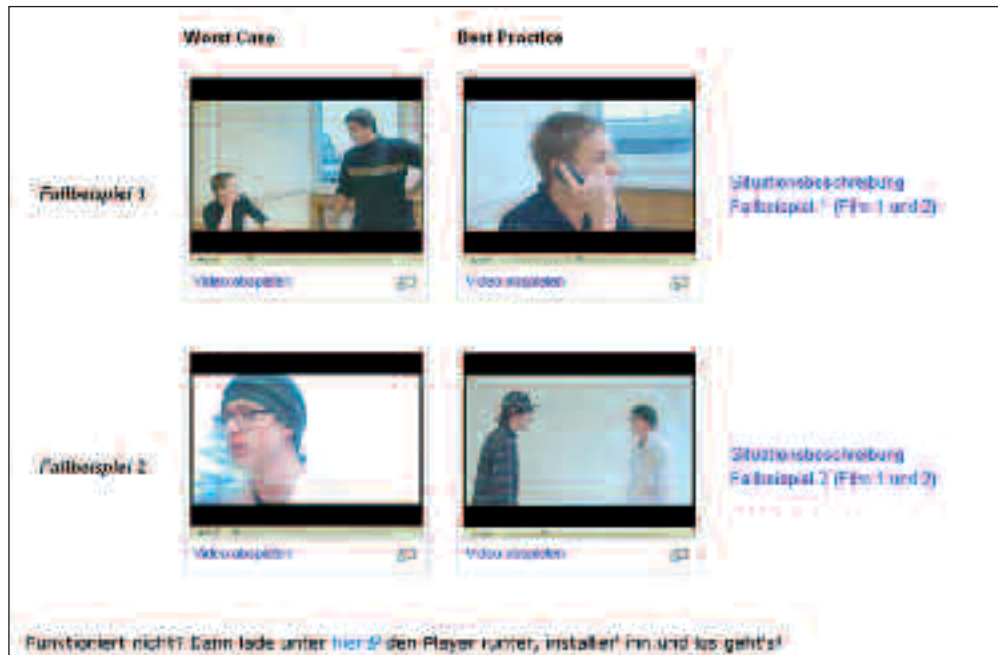 Worst Case
Best Practice
Fallbeispiel 1
Situationsbeschreibung
Fallbeispiel 1 (Film 1 und 2)
Video abspielen
Video abspielen
Fallbeispiel 2
Situationsbeschreibung
Fallbeispiel 2 (Film 1 und 2)
Video abspielen
Video abspielen
Funktioniert nicht? Dann lade unter hier den Player runter, installier ihn und los geht's!